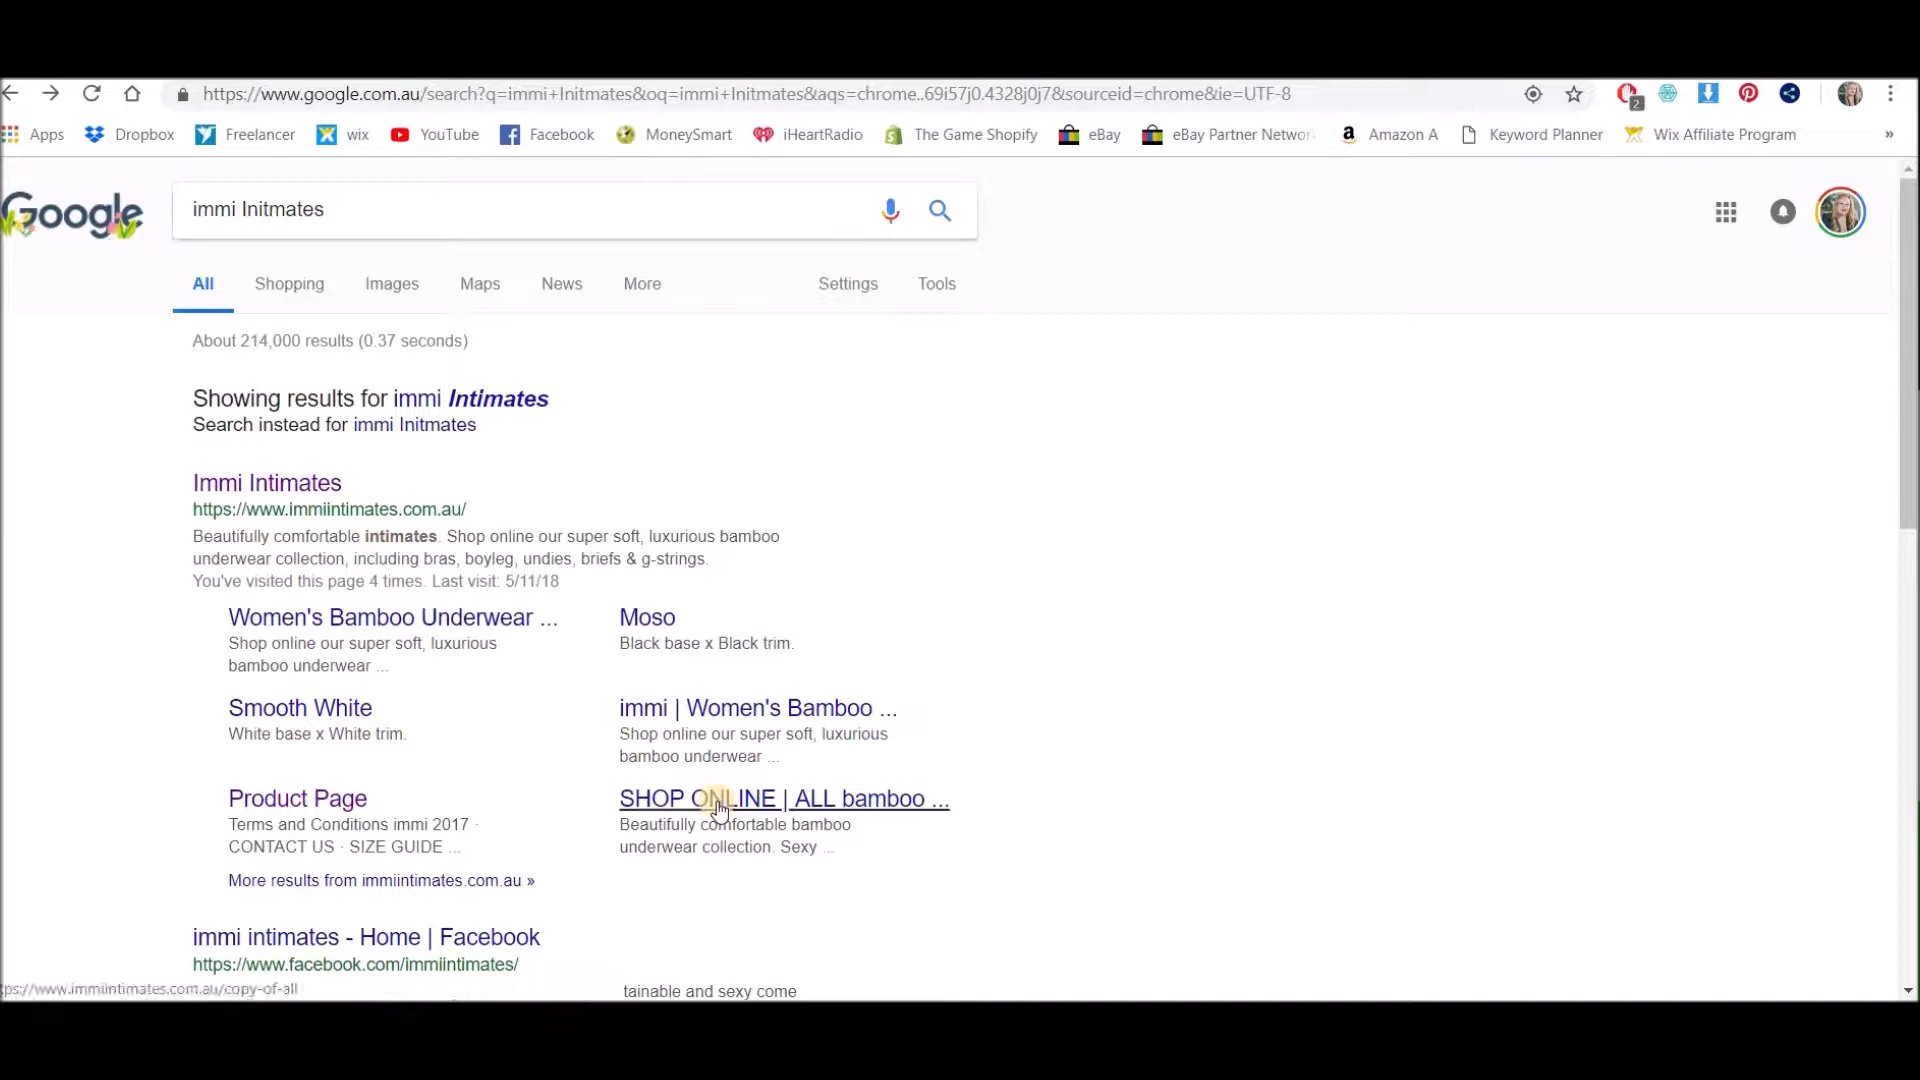 https://www.google.com.au/search?q=immi+Initmates&oq=immi+Initmates&aqs=chrome..69i57j0.4328j0j7&sourceid=chrome&ie=UTF-8
2
Apps Dropbox Freelancer wix YouTube Facebook MoneySmart iHeartRadio The Game Shopify eBay eBay Partner Networ Amazon A Keyword Planner Wix Affiliate Program »
Google
immi Initmates
All Shopping Images Maps News More Settings Tools
About 214,000 results (0.37 seconds)
Showing results for immi Intimates
Search instead for immi Initmates
Immi Intimates
https://www.immiintimates.com.au/
Beautifully comfortable intimates. Shop online our super soft, luxurious bamboo
underwear collection, including bras, boyleg, undies, briefs & g-strings.
You've visited this page 4 times. Last visit: 5/11/18
Women's Bamboo Underwear ...
Shop online our super soft, luxurious
bamboo underwear ...
Moso
Black base x Black trim.
Smooth White
White base x White trim.
immi | Women's Bamboo ...
Shop online our super soft, luxurious
bamboo underwear ...
Product Page
Terms and Conditions immi 2017 ·
CONTACT US · SIZE GUIDE ...
SHOP ONLINE | ALL bamboo ...
Beautifully comfortable bamboo
underwear collection. Sexy ...
More results from immiintimates.com.au »
immi intimates - Home | Facebook
https://www.facebook.com/immiintimates/
ps://www.immiintimates.com.au/copy-of-all
tainable and sexy come